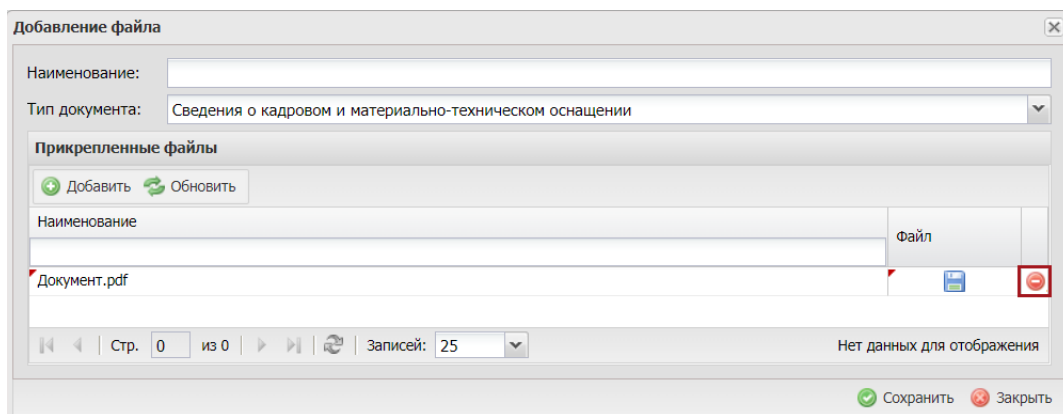 Добавление файла
Наименование:
Тип документа: Сведения о кадровом и материально-техническом оснащении
Прикрепленные файлы
Добавить Обновить
Наименование Файл
Документ.pdf
Стр. 0 из 0 Записей: 25 Нет данных для отображения
Сохранить Закрыть